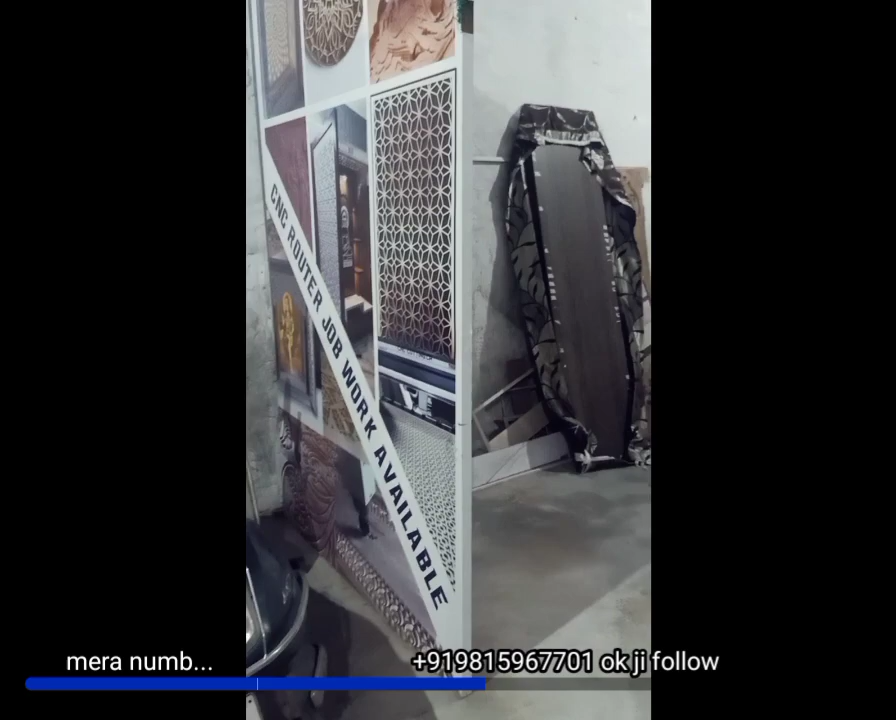 CNC ROUTER JOB WORK AVAILABLE
mera numb...
+919815967701 ok ji follow